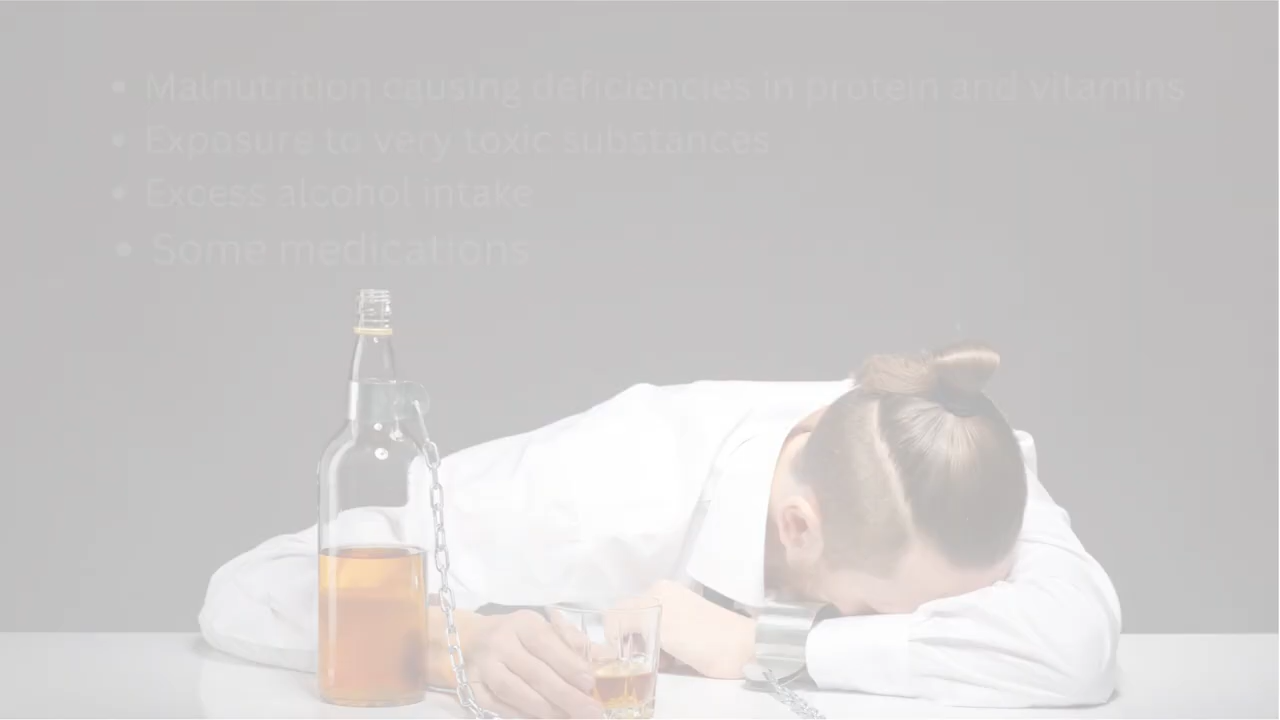 • Malnutrition causing deficiencies in protein and vitamins
• Exposure to very toxic substances
• Excess alcohol intake
• Some medications